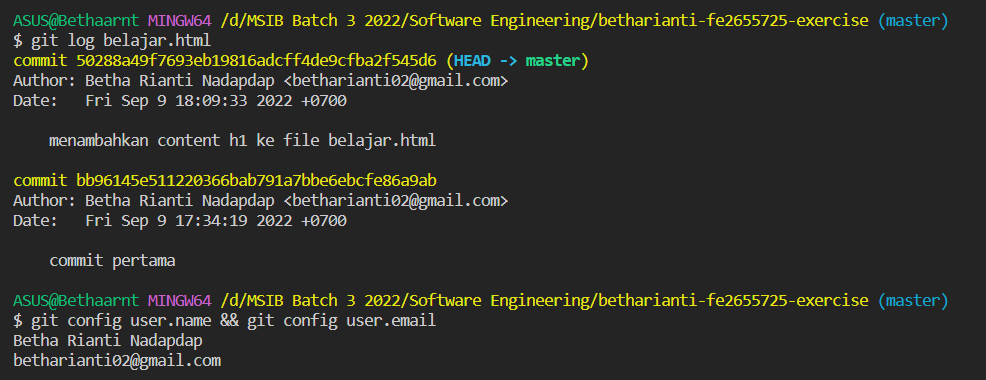 ASUS@Bethaarnt MINGW64 /d/MSIB Batch 3 2022/Software Engineering/betharianti-fe2655725-exercise (master)
$ git log belajar.html
commit 50288a49f7693eb19816adcff4de9cfba2f545d6 (HEAD -> master)
Author: Betha Rianti Nadapdap <betharianti02@gmail.com>
Date:   Fri Sep 9 18:09:33 2022 +0700
    menambahkan content h1 ke file belajar.html
commit bb96145e511220366bab791a7bbe6ebcfe86a9ab
Author: Betha Rianti Nadapdap <betharianti02@gmail.com>
Date:   Fri Sep 9 17:34:19 2022 +0700
    commit pertama
ASUS@Bethaarnt MINGW64 /d/MSIB Batch 3 2022/Software Engineering/betharianti-fe2655725-exercise (master)
$ git config user.name && git config user.email
Betha Rianti Nadapdap
betharianti02@gmail.com